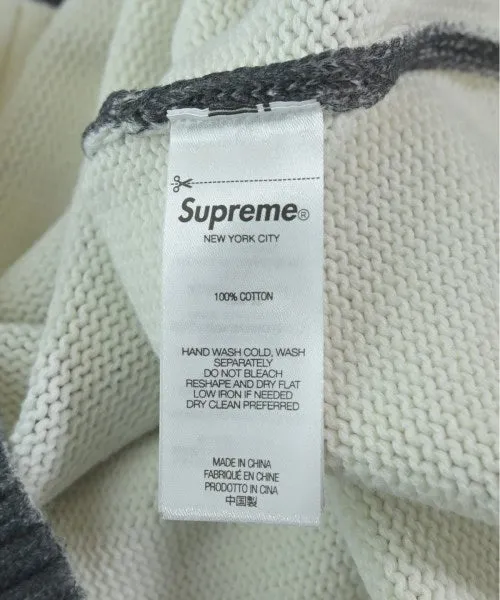 Supreme®
NEW YORK CITY
100% COTTON
HAND WASH COLD, WASH
SEPARATELY
DO NOT BLEACH
RESHAPE AND DRY FLAT
LOW IRON IF NEEDED
DRY CLEAN PREFERRED
MADE IN CHINA
FABRIQUÉ EN CHINE
PRODOTTO IN CINA
中国製